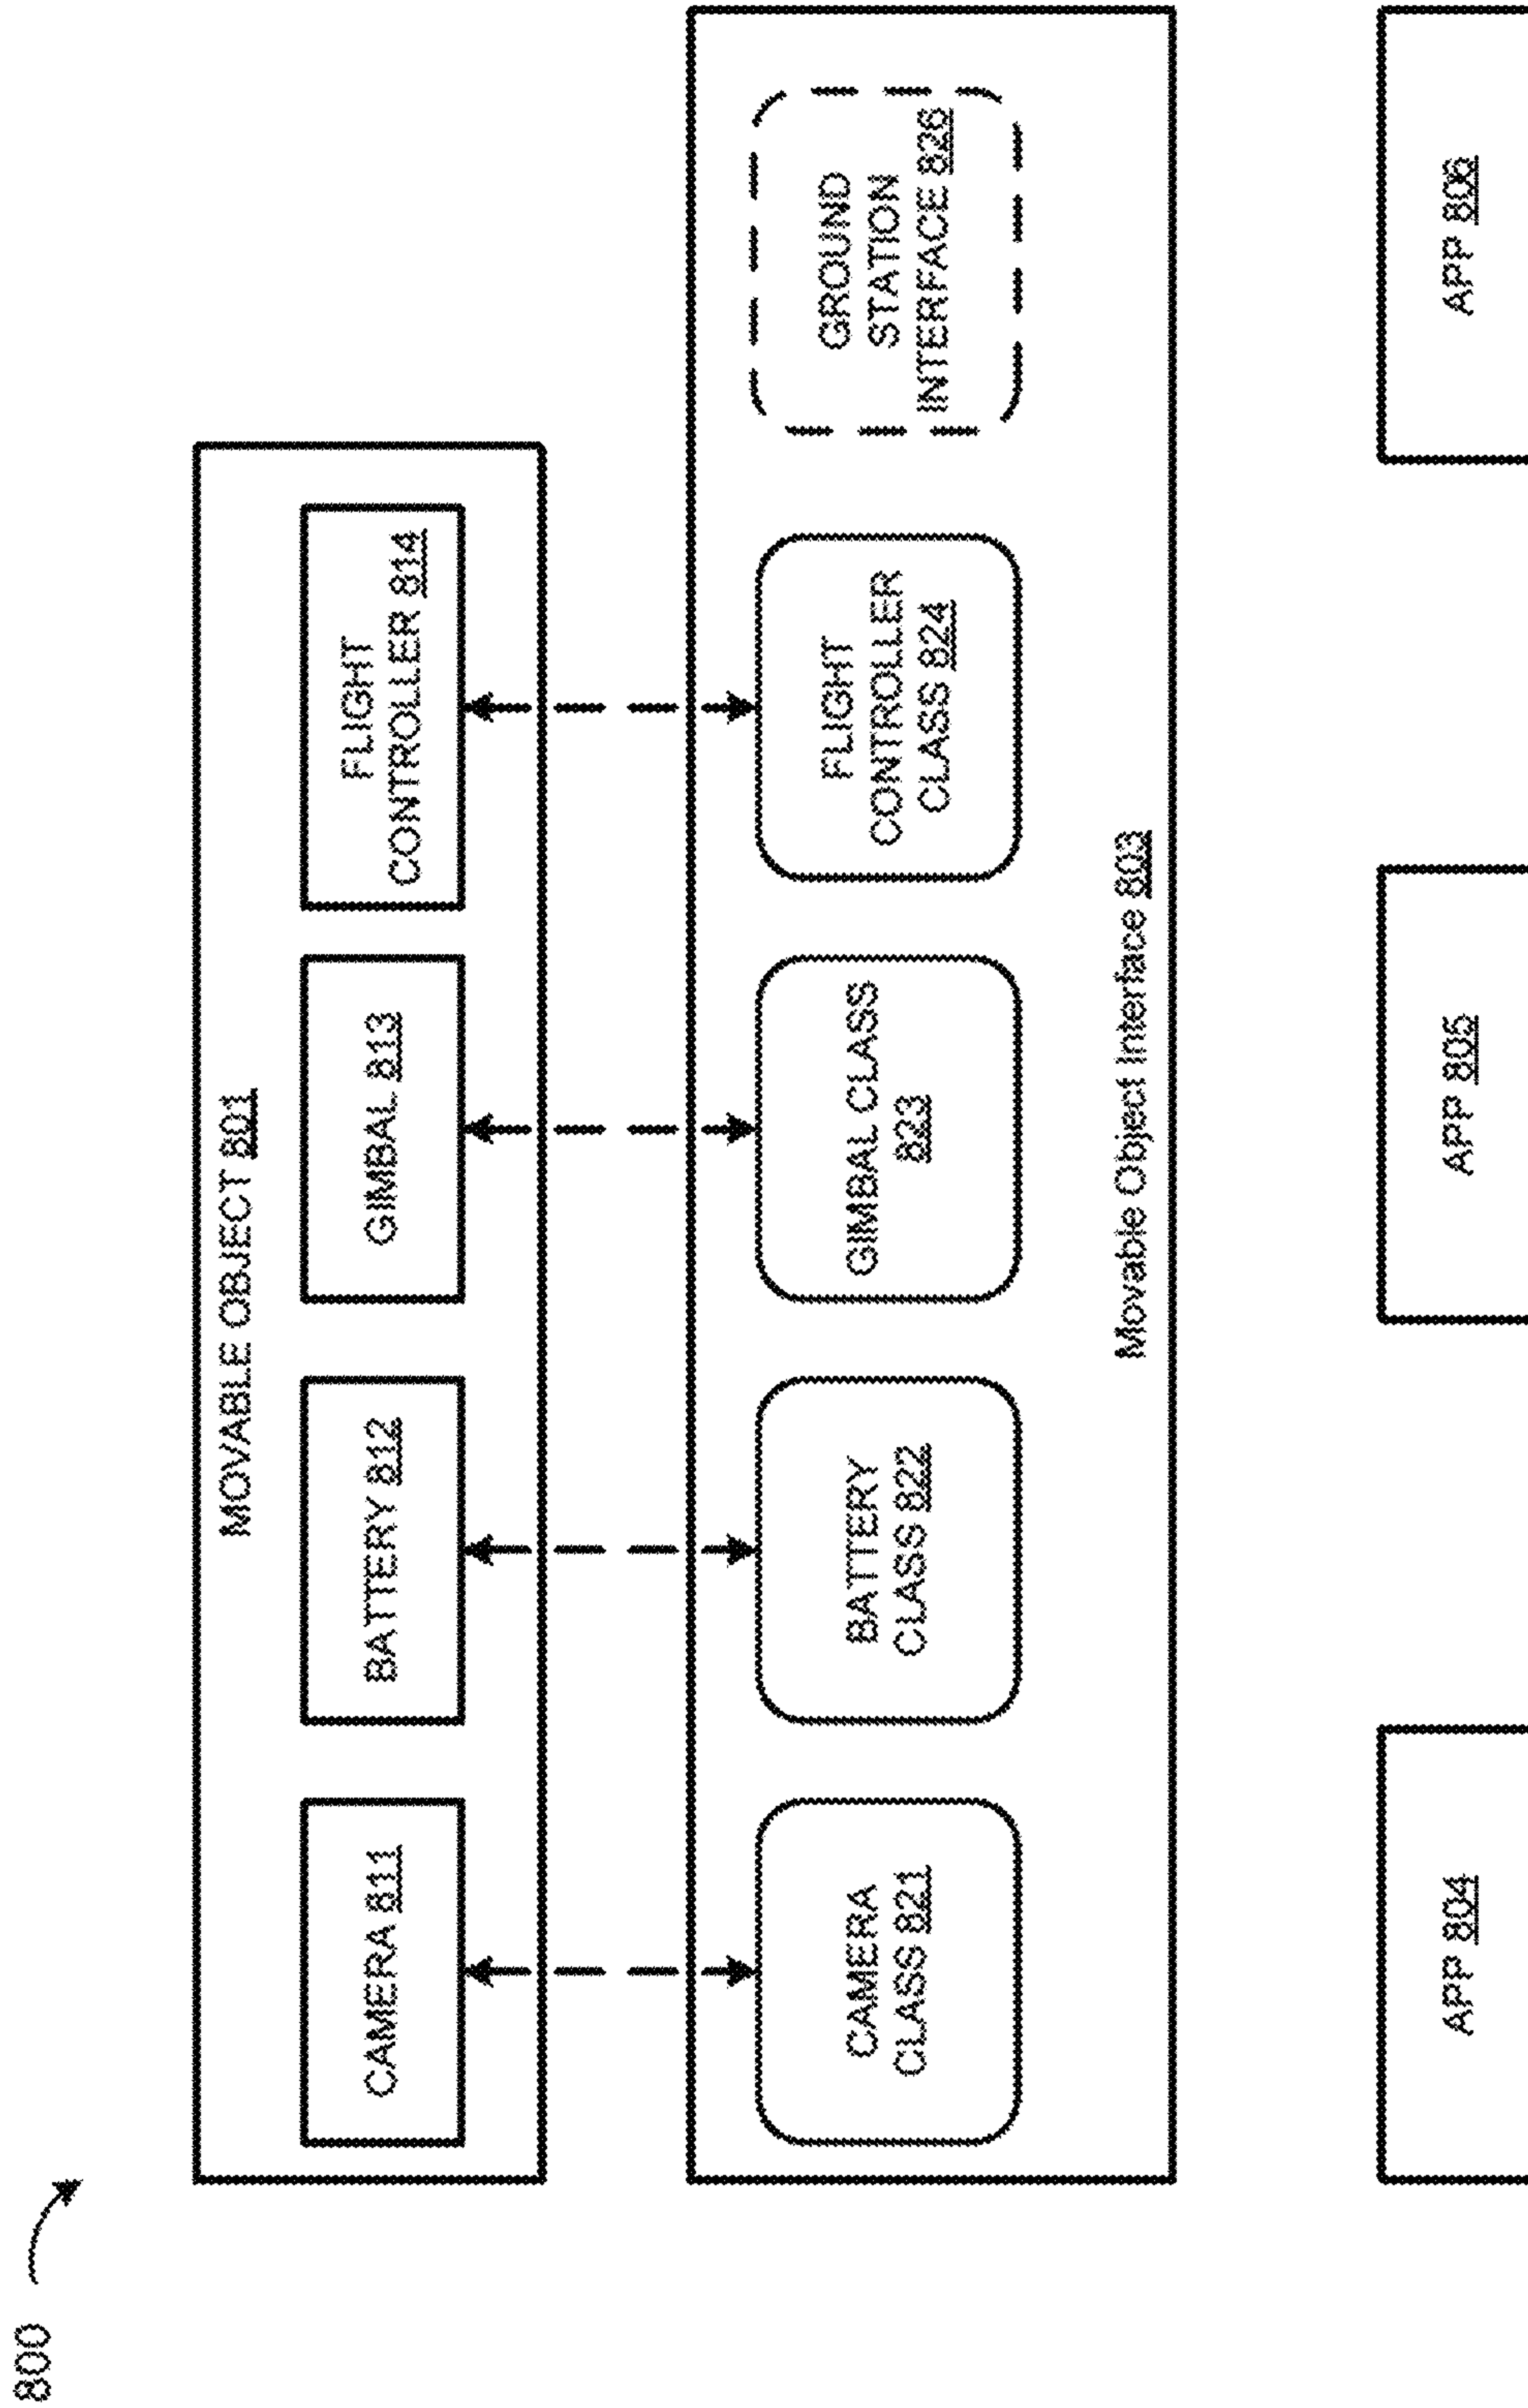 800
MOVABLE OBJECT 801
CAMERA 811
BATTERY 812
GIMBAL 813
FLIGHT
CONTROLLER 814
CAMERA
CLASS 821
BATTERY
CLASS 822
GIMBAL CLASS
823
FLIGHT
CONTROLLER
CLASS 824
GROUND
STATION
INTERFACE 826
Movable Object Interface 803
APP 804
APP 805
APP 806